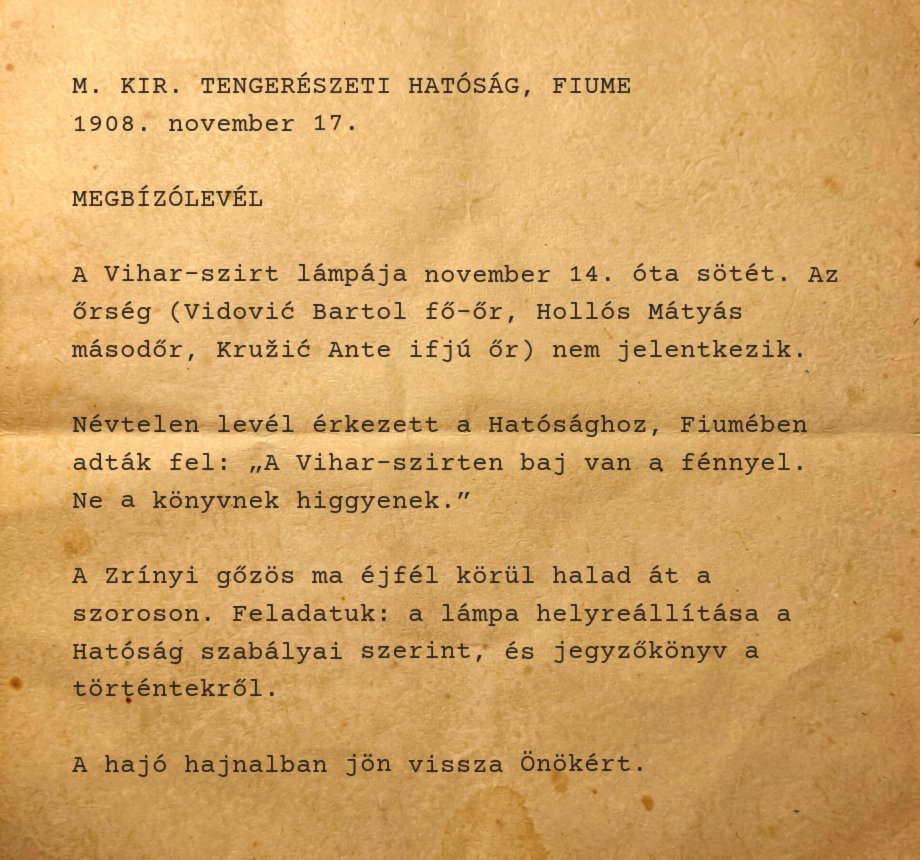 M. KIR. TENGERÉSZETI HATÓSÁG, FIUME
1908. november 17.
MEGBÍZÓLEVÉL
A Vihar-szirt lámpája november 14. óta sötét. Az
őrség (Vidović Bartol fő-őr, Hollós Mátyás
másodőr, Kružić Ante ifjú őr) nem jelentkezik.
Névtelen levél érkezett a Hatósághoz, Fiumében
adták fel: „A Vihar-szirten baj van a fénnyel.
Ne a könyvnek higgyenek.”
A Zrínyi gőzös ma éjfél körül halad át a
szoroson. Feladatuk: a lámpa helyreállítása a
Hatóság szabályai szerint, és jegyzőkönyv a
történtekről.
A hajó hajnalban jön vissza Önökért.